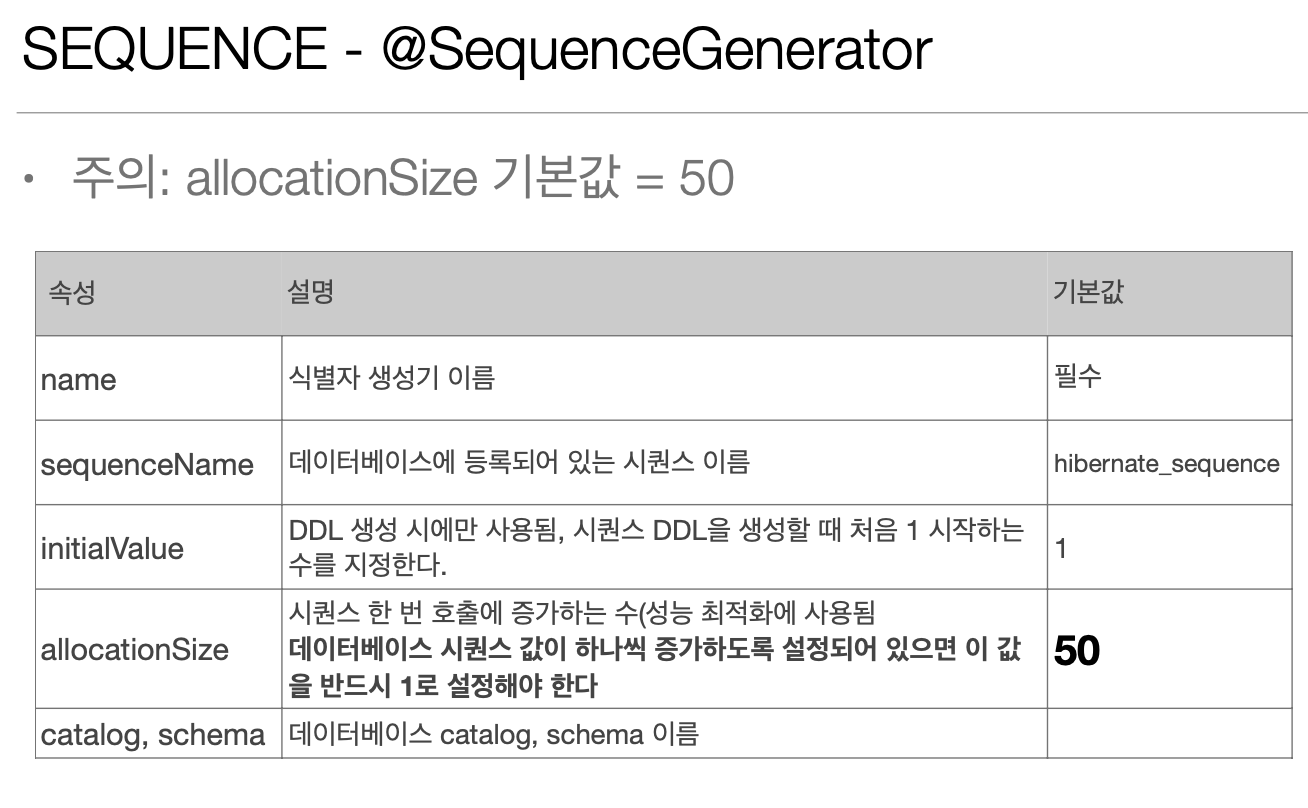 SEQUENCE - @SequenceGenerator
• 주의: allocationSize 기본값 = 50
속성 설명 기본값
name 식별자 생성기 이름 필수
sequenceName 데이터베이스에 등록되어 있는 시퀀스 이름 hibernate_sequence
initialValue DDL 생성 시에만 사용됨, 시퀀스 DDL을 생성할 때 처음 1 시작하는
수를 지정한다. 1
allocationSize 시퀀스 한 번 호출에 증가하는 수(성능 최적화에 사용됨
데이터베이스 시퀀스 값이 하나씩 증가하도록 설정되어 있으면 이 값
을 반드시 1로 설정해야 한다 50
catalog, schema 데이터베이스 catalog, schema 이름